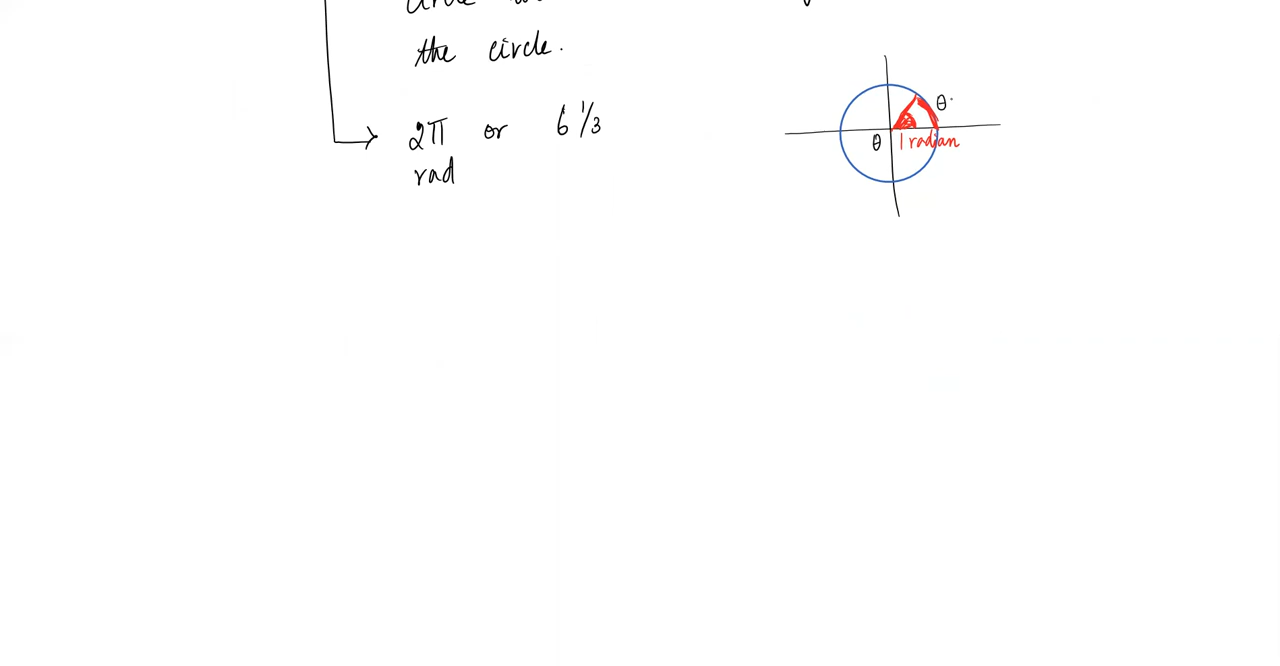 the circle.
2π or 6 1/3
rad
θ
θ
1 radian